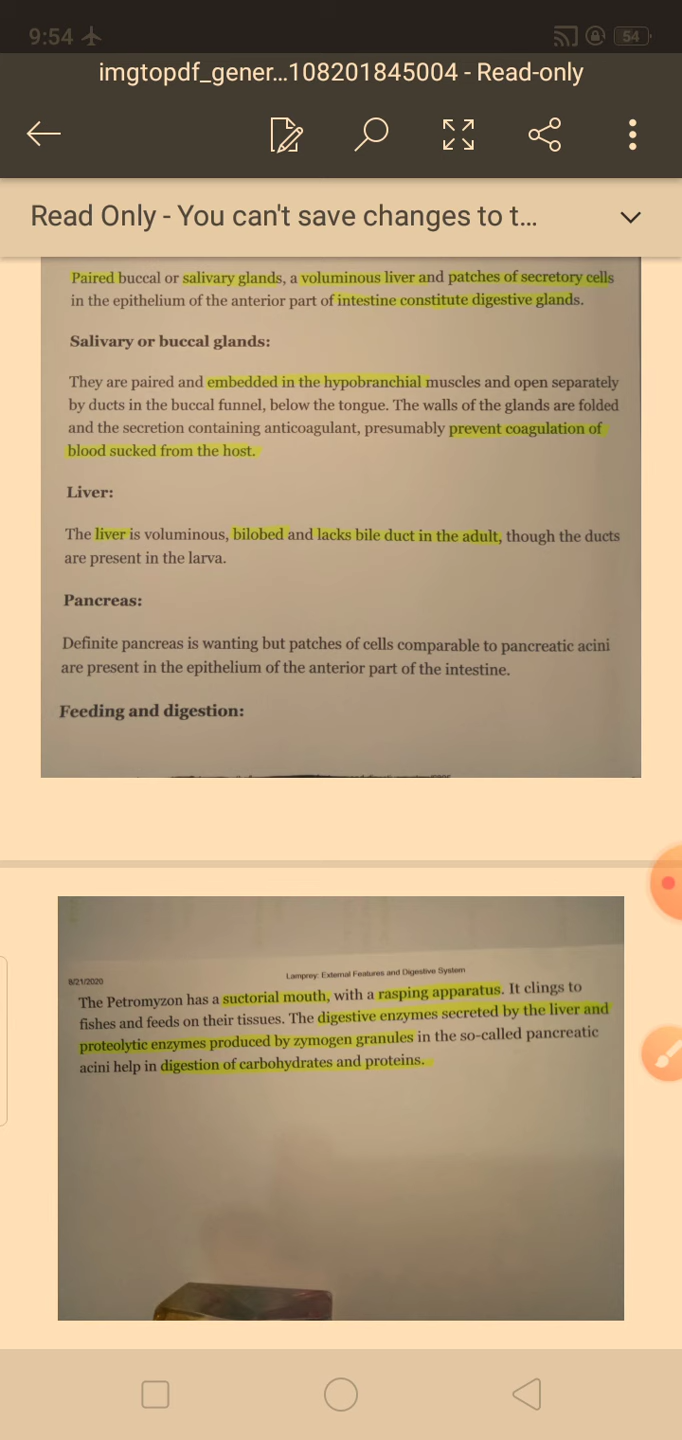 9:54
54
imgtopdf_gener...108201845004 - Read-only
Read Only - You can't save changes to t...
Paired buccal or salivary glands, a voluminous liver and patches of secretory cells
in the epithelium of the anterior part of intestine constitute digestive glands.
Salivary or buccal glands:
They are paired and embedded in the hypobranchial muscles and open separately
by ducts in the buccal funnel, below the tongue. The walls of the glands are folded
and the secretion containing anticoagulant, presumably prevent coagulation of
blood sucked from the host.
Liver:
The liver is voluminous, bilobed and lacks bile duct in the adult, though the ducts
are present in the larva.
Pancreas:
Definite pancreas is wanting but patches of cells comparable to pancreatic acini
are present in the epithelium of the anterior part of the intestine.
Feeding and digestion:
8/21/2020
Lamprey: External Features and Digestive System
The Petromyzon has a suctorial mouth, with a rasping apparatus. It clings to
fishes and feeds on their tissues. The digestive enzymes secreted by the liver and
proteolytic enzymes produced by zymogen granules in the so-called pancreatic
acini help in digestion of carbohydrates and proteins.